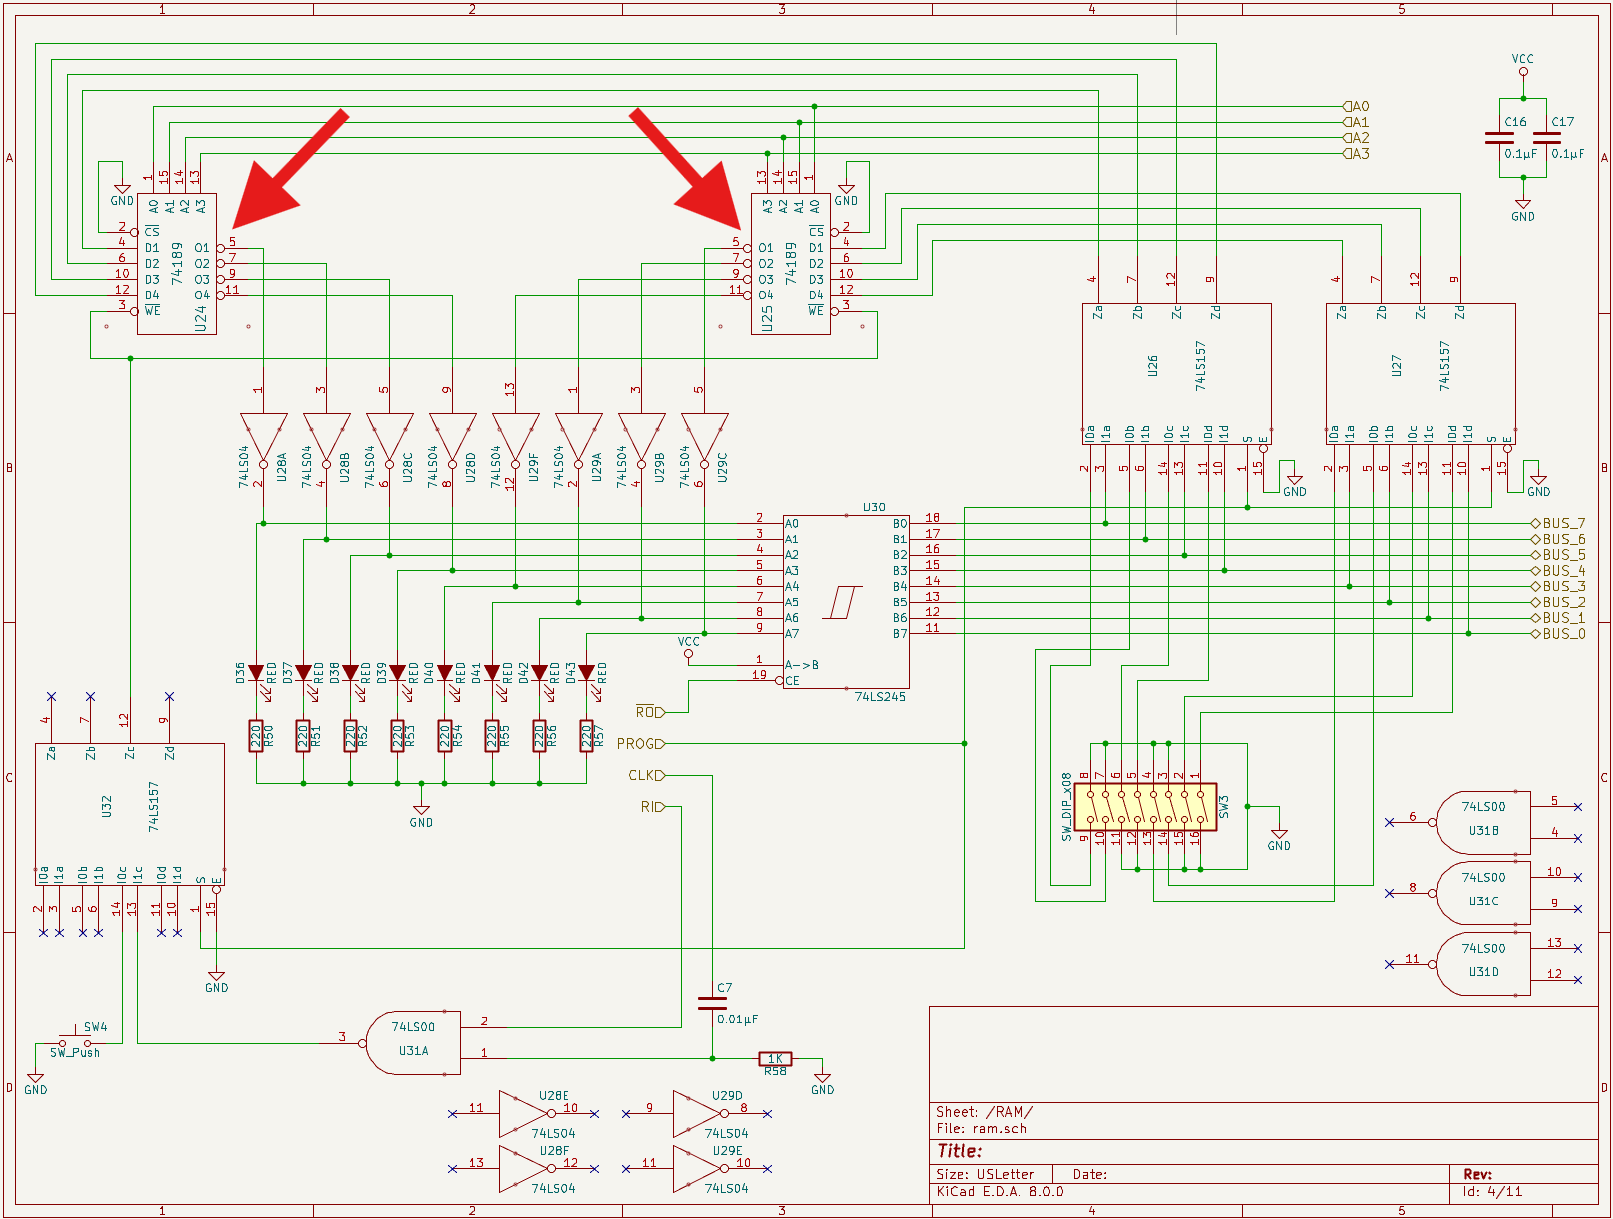 1 2 3 4 5
A B C D
VCC
C16 C17
0.1µF 0.1µF
GND
A0
A1
A2
A3
1 15 14 13
GND
A0 A1 A2 A3
2 CS
4 D1 O1 5
6 D2 O2 7
10 D3 O3 9
12 D4 O4 11
3 WE
74189
U24
13 14 15 1
GND
A3 A2 A1 A0
CS 2
5 O1 D1 4
7 O2 D2 6
9 O3 D3 10
11 O4 D4 12
WE 3
74189
U25
4 7 12 9
Za Zb Zc Zd
U26
74LS157
I0a I1a I0b I1b I0c I1c I0d I1d S E
2 3 5 6 14 13 11 10 1 15
GND
4 7 12 9
Za Zb Zc Zd
U27
74LS157
I0a I1a I0b I1b I0c I1c I0d I1d S E
2 3 5 6 14 13 11 10 1 15
GND
1 3 5 9 13 1 3 5
74LS04 U28A
74LS04 U28B
74LS04 U28C
74LS04 U28D
74LS04 U29F
74LS04 U29A
74LS04 U29B
74LS04 U29C
2 4 6 8 12 2 4 6
U30
2 A0 B0 18
3 A1 B1 17
4 A2 B2 16
5 A3 B3 15
6 A4 B4 14
7 A5 B5 13
8 A6 B6 12
9 A7 B7 11
1 A->B
19 CE
74LS245
VCC
BUS_7
BUS_6
BUS_5
BUS_4
BUS_3
BUS_2
BUS_1
BUS_0
D36 RED
D37 RED
D38 RED
D39 RED
D40 RED
D41 RED
D42 RED
D43 RED
220 R50
220 R51
220 R52
220 R53
220 R54
220 R55
220 R56
220 R57
GND
RO
PROG
CLK
RI
4 7 12 9
Za Zb Zc Zd
U32
74LS157
I0a I1a I0b I1b I0c I1c I0d I1d S E
2 3 5 6 14 13 11 10 1 15
GND
SW4
SW_Push
GND
3
74LS00
U31A
2
1
C7
0.01µF
1K
R58
GND
8 7 6 5 4 3 2 1
SW_DIP_x08
SW3
9 10 11 12 13 14 15 16
GND
6 74LS00 U31B 5 4
8 74LS00 U31C 10 9
11 74LS00 U31D 13 12
11 U28E 10
74LS04
9 U29D 8
74LS04
13 U28F 12
74LS04
11 U29E 10
74LS04
Sheet: /RAM/
File: ram.sch
Title:
Size: USLetter Date: Rev:
KiCad E.D.A. 8.0.0 Id: 4/11
1 2 3 4 5
A B C D